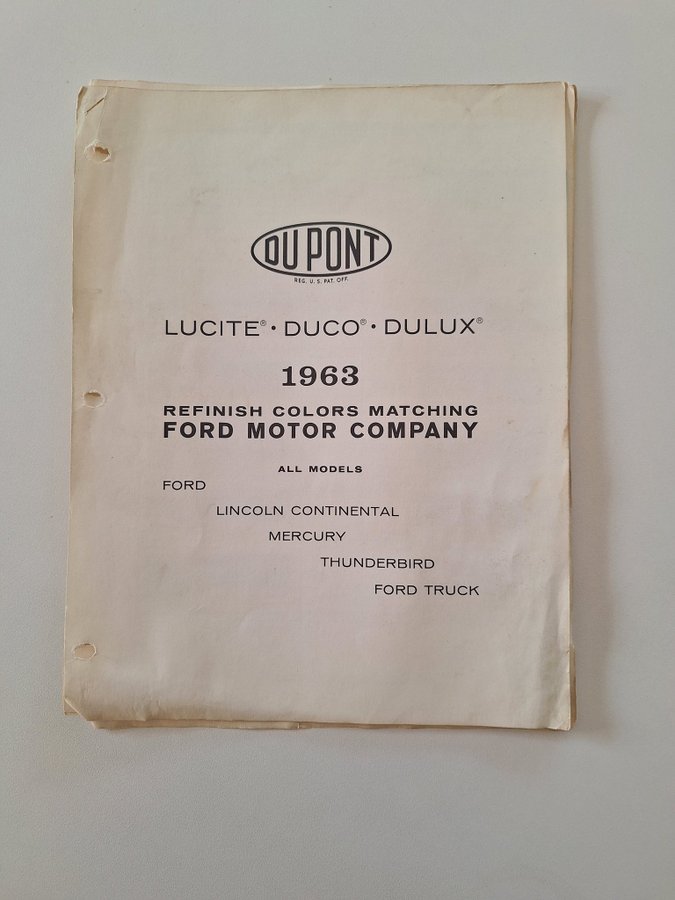 DU PONT
REG. U. S. PAT. OFF.
LUCITE® • DUCO® • DULUX®
1963
REFINISH COLORS MATCHING
FORD MOTOR COMPANY
ALL MODELS
FORD
LINCOLN CONTINENTAL
MERCURY
THUNDERBIRD
FORD TRUCK